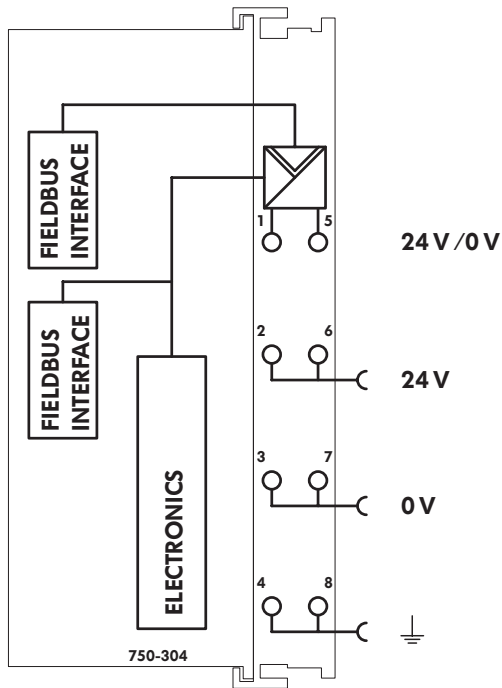 FIELDBUS
INTERFACE
1
5
24 V /0 V
FIELDBUS
INTERFACE
2
6
24 V
ELECTRONICS
3
7
0 V
4
8
750-304